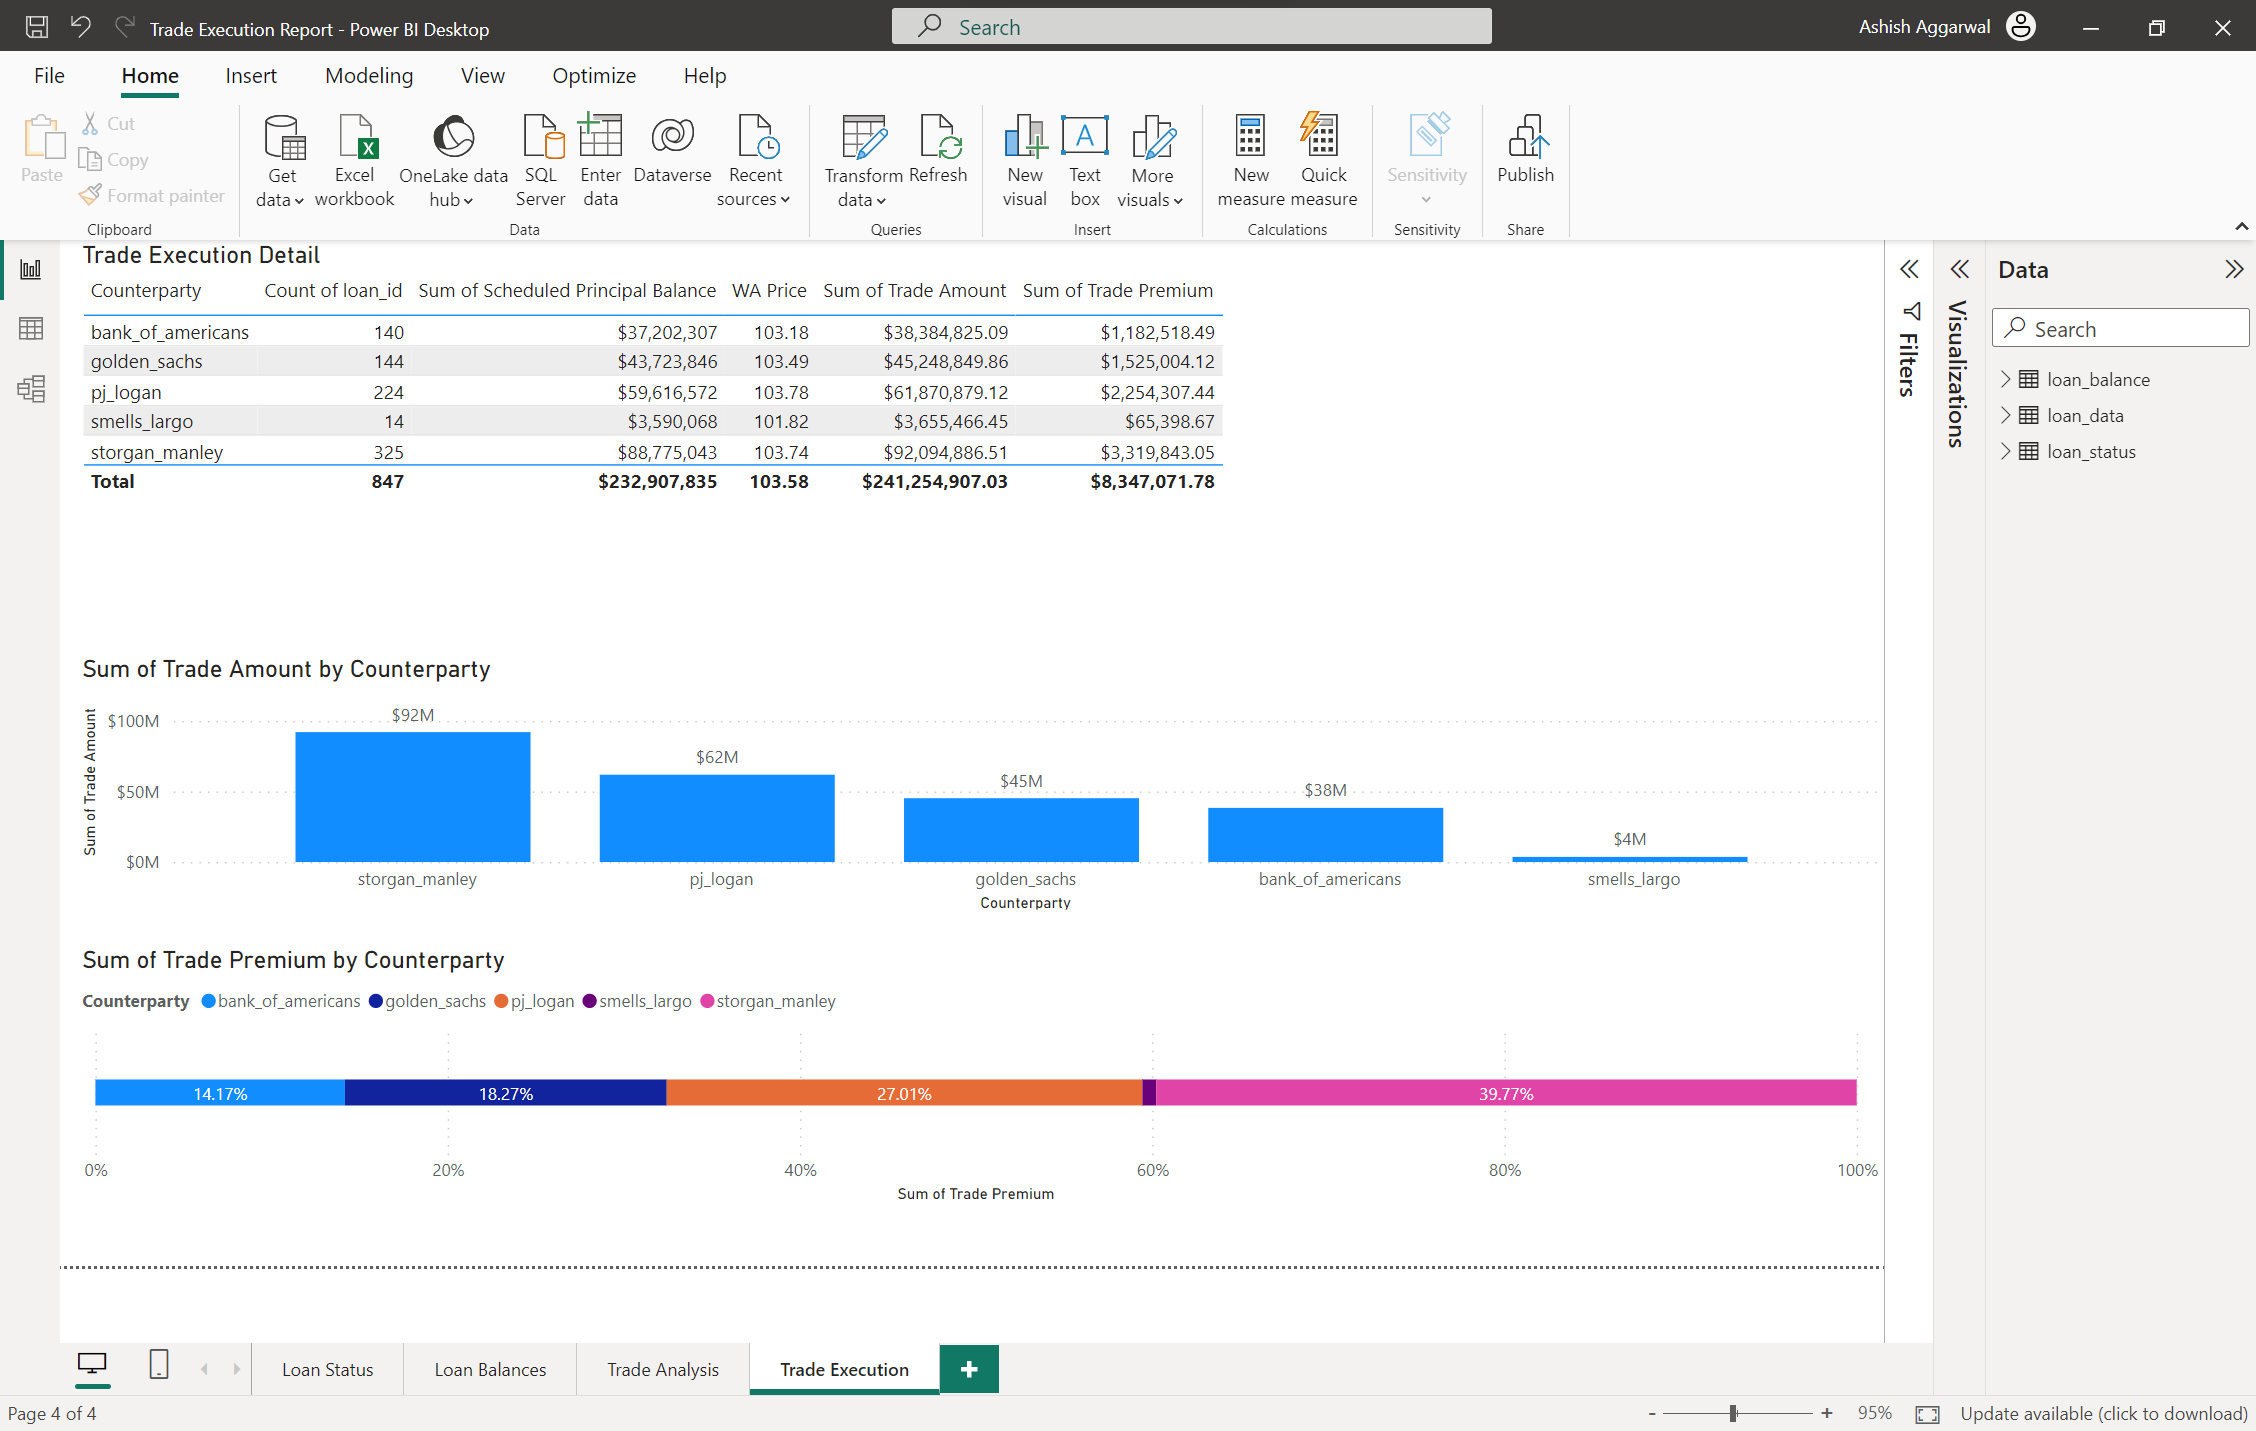 Trade Execution Report - Power BI Desktop
Search
Ashish Aggarwal
File Home Insert Modeling View Optimize Help
Paste
Cut
Copy
Format painter
Clipboard
Get data
Excel workbook
OneLake data hub
SQL Server
Enter data
Dataverse
Recent sources
Data
Transform data
Refresh
Queries
New visual
Text box
More visuals
Insert
New measure
Quick measure
Calculations
Sensitivity
Sensitivity
Publish
Share
Trade Execution Detail
Counterparty Count of loan_id Sum of Scheduled Principal Balance WA Price Sum of Trade Amount Sum of Trade Premium
bank_of_americans 140 $37,202,307 103.18 $38,384,825.09 $1,182,518.49
golden_sachs 144 $43,723,846 103.49 $45,248,849.86 $1,525,004.12
pj_logan 224 $59,616,572 103.78 $61,870,879.12 $2,254,307.44
smells_largo 14 $3,590,068 101.82 $3,655,466.45 $65,398.67
storgan_manley 325 $88,775,043 103.74 $92,094,886.51 $3,319,843.05
Total 847 $232,907,835 103.58 $241,254,907.03 $8,347,071.78
Sum of Trade Amount by Counterparty
Sum of Trade Amount
$100M
$50M
$0M
$92M
$62M
$45M
$38M
$4M
storgan_manley pj_logan golden_sachs bank_of_americans smells_largo
Counterparty
Sum of Trade Premium by Counterparty
Counterparty bank_of_americans golden_sachs pj_logan smells_largo storgan_manley
14.17% 18.27% 27.01% 39.77%
0% 20% 40% 60% 80% 100%
Sum of Trade Premium
Filters
Visualizations
Data
Search
loan_balance
loan_data
loan_status
Loan Status Loan Balances Trade Analysis Trade Execution +
Page 4 of 4
- + 95%
Update available (click to download)